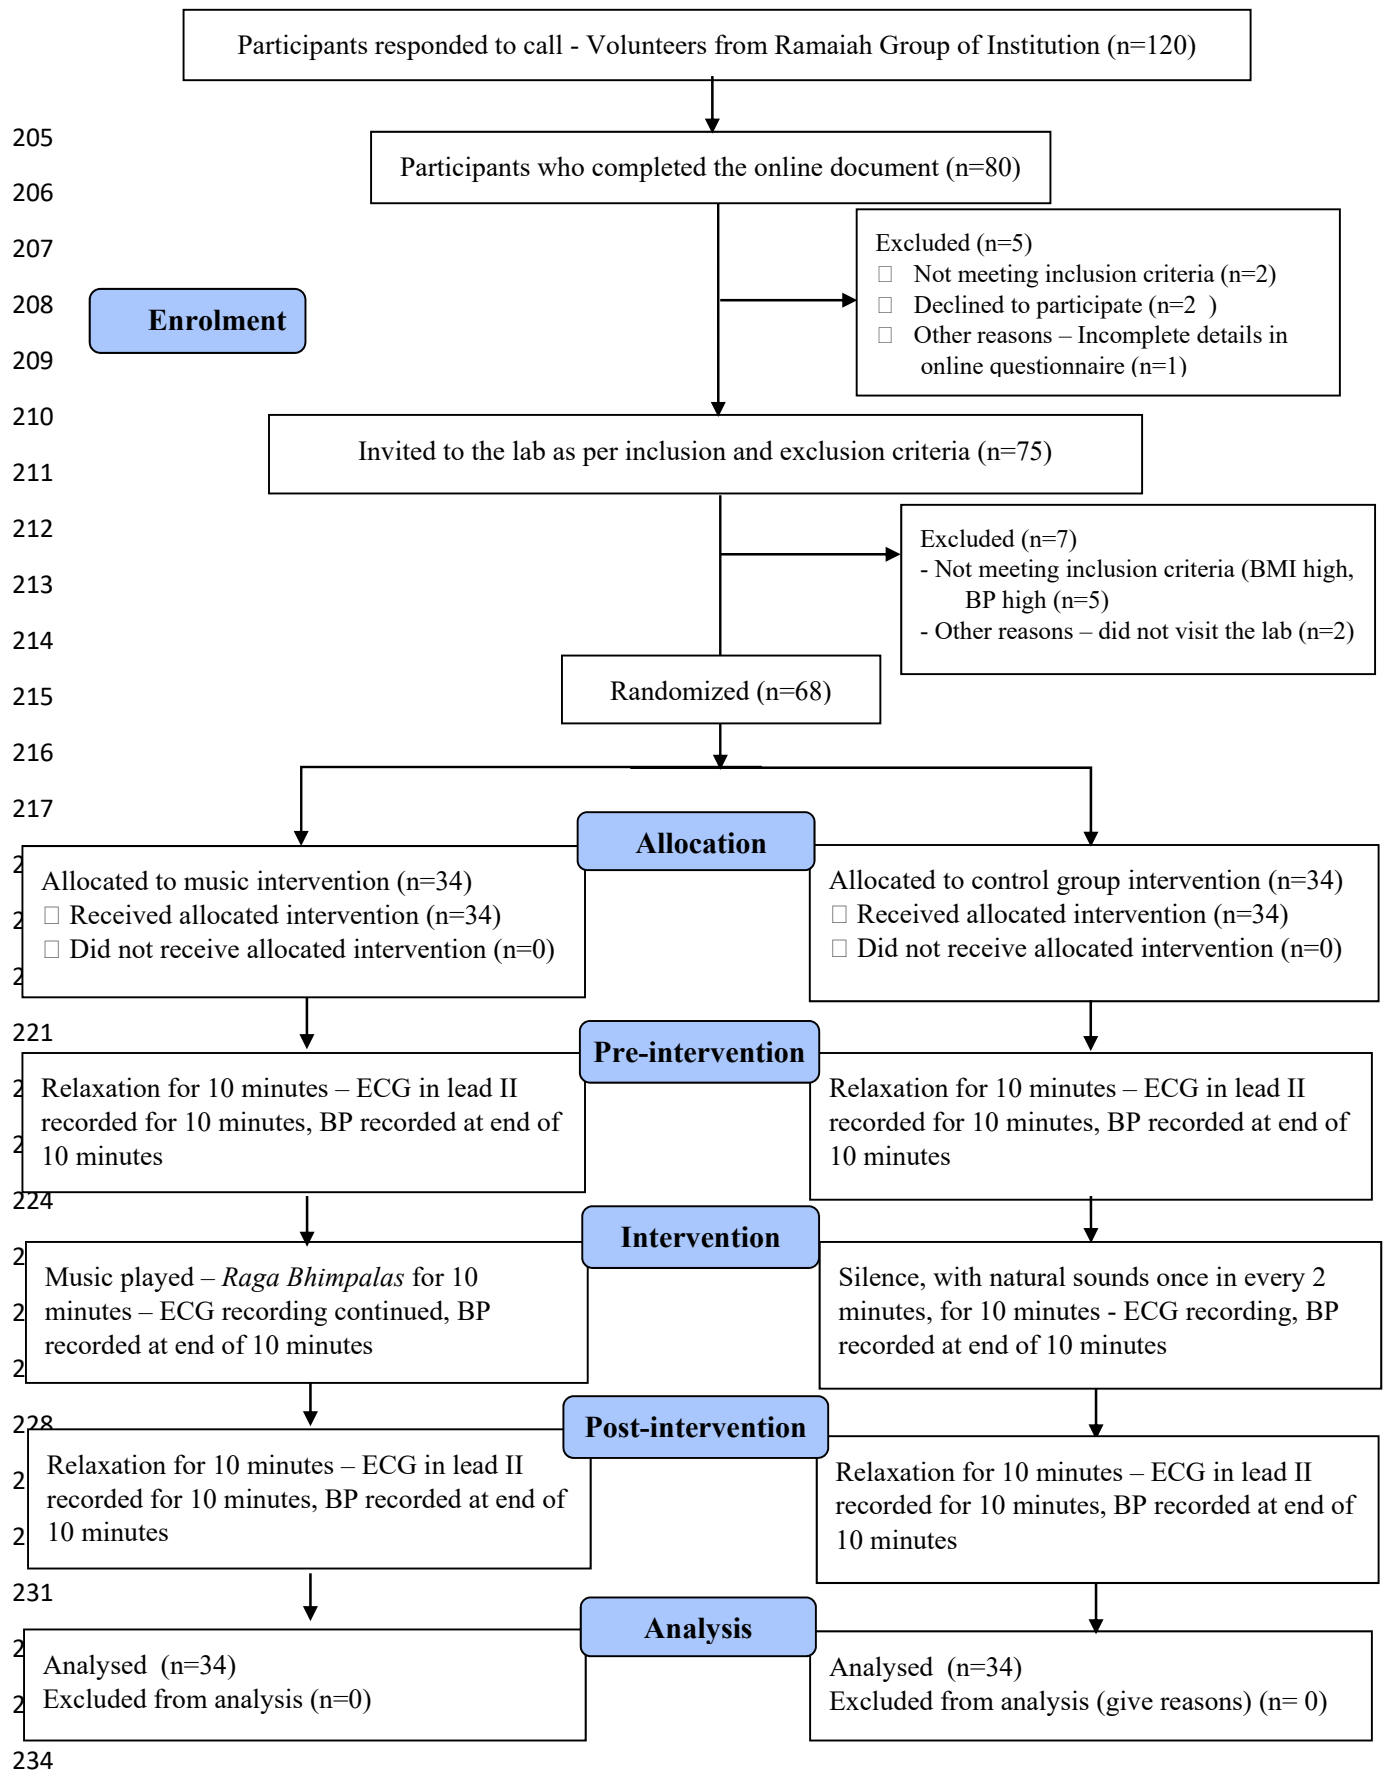 Participants responded to call - Volunteers from Ramaiah Group of Institution (n=120)
205
Participants who completed the online document (n=80)
206
207
Excluded (n=5)
□ Not meeting inclusion criteria (n=2)
□ Declined to participate (n=2 )
□ Other reasons – Incomplete details in
online questionnaire (n=1)
208
Enrolment
209
210
Invited to the lab as per inclusion and exclusion criteria (n=75)
211
212
Excluded (n=7)
- Not meeting inclusion criteria (BMI high,
BP high (n=5)
- Other reasons – did not visit the lab (n=2)
213
214
Randomized (n=68)
215
216
217
Allocation
2
Allocated to music intervention (n=34)
□ Received allocated intervention (n=34)
□ Did not receive allocated intervention (n=0)
2
2
Allocated to control group intervention (n=34)
□ Received allocated intervention (n=34)
□ Did not receive allocated intervention (n=0)
221
Pre-intervention
2
Relaxation for 10 minutes – ECG in lead II
recorded for 10 minutes, BP recorded at end of
10 minutes
2
Relaxation for 10 minutes – ECG in lead II
recorded for 10 minutes, BP recorded at end of
10 minutes
224
Intervention
2
Music played – Raga Bhimpalas for 10
minutes – ECG recording continued, BP
recorded at end of 10 minutes
2
2
Silence, with natural sounds once in every 2
minutes, for 10 minutes - ECG recording, BP
recorded at end of 10 minutes
228
Post-intervention
2
Relaxation for 10 minutes – ECG in lead II
recorded for 10 minutes, BP recorded at end of
10 minutes
2
Relaxation for 10 minutes – ECG in lead II
recorded for 10 minutes, BP recorded at end of
10 minutes
231
Analysis
2
Analysed (n=34)
Excluded from analysis (n=0)
2
Analysed (n=34)
Excluded from analysis (give reasons) (n= 0)
234